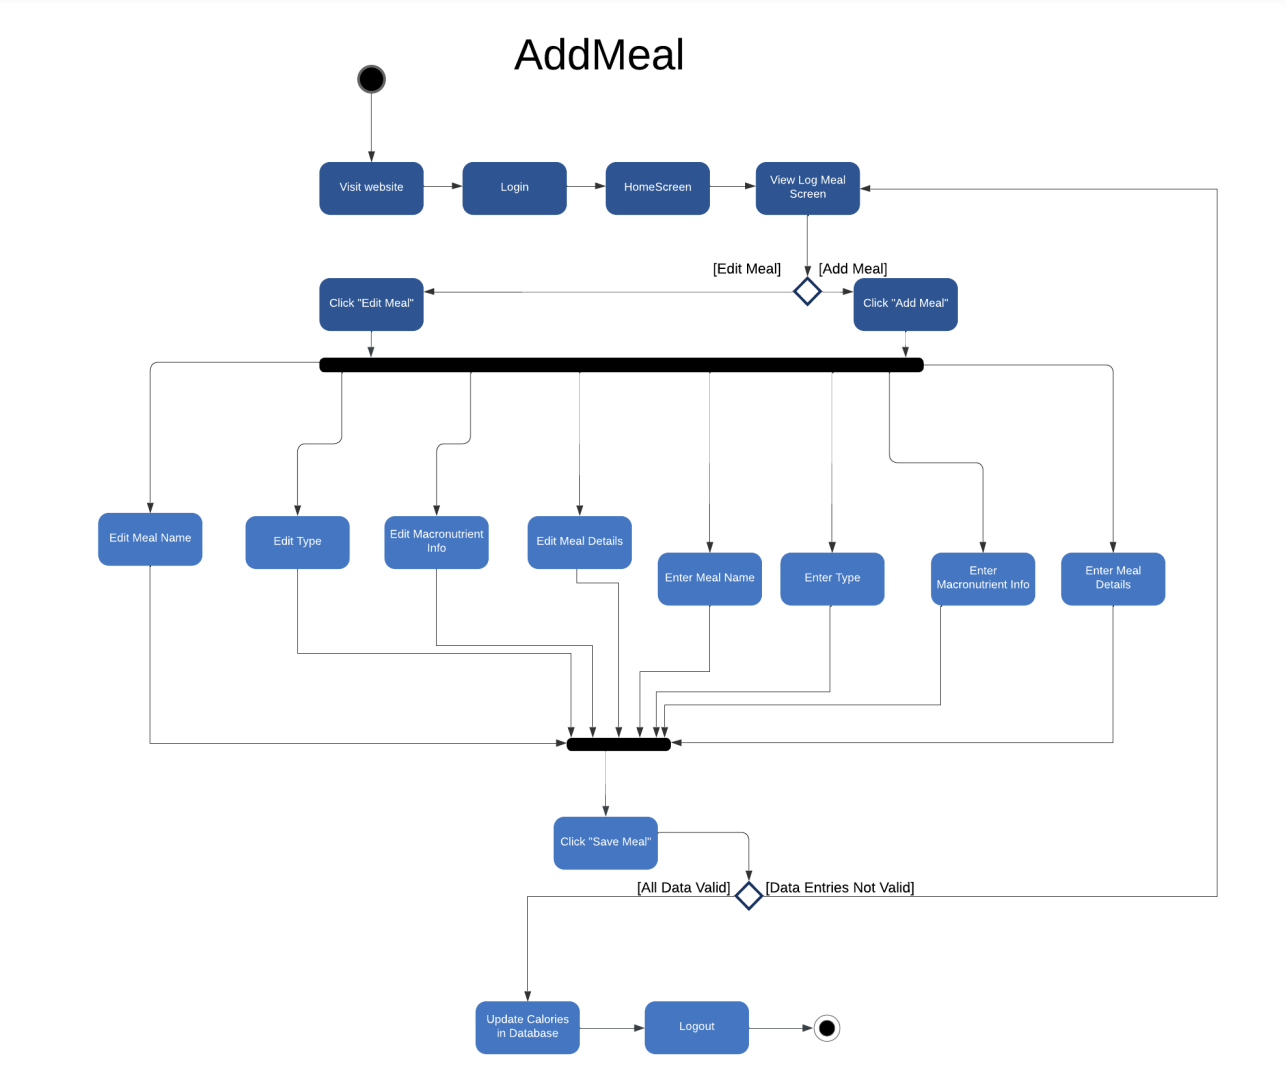 AddMeal
Visit website
Login
HomeScreen
View Log Meal
Screen
[Edit Meal]
[Add Meal]
Click "Edit Meal"
Click "Add Meal"
Edit Meal Name
Edit Type
Edit Macronutrient
Info
Edit Meal Details
Enter Meal Name
Enter Type
Enter
Macronutrient Info
Enter Meal
Details
Click "Save Meal"
[All Data Valid]
[Data Entries Not Valid]
Update Calories
in Database
Logout